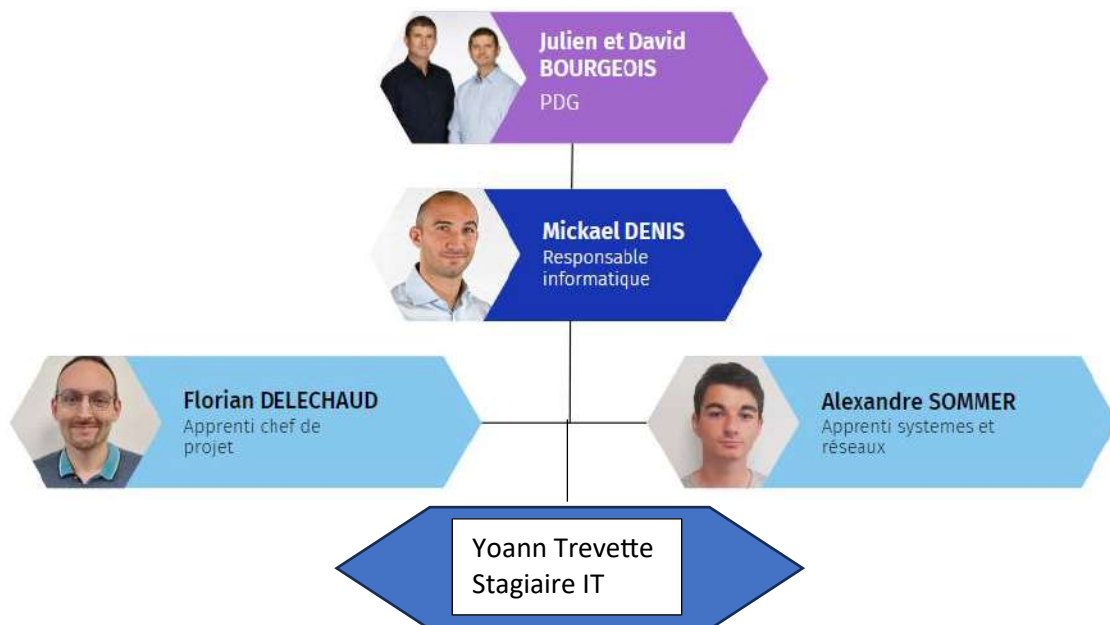 Julien et David
BOURGEOIS
PDG
Mickael DENIS
Responsable
informatique
Florian DELECHAUD
Apprenti chef de
projet
Alexandre SOMMER
Apprenti systemes et
réseaux
Yoann Trevette
Stagiaire IT